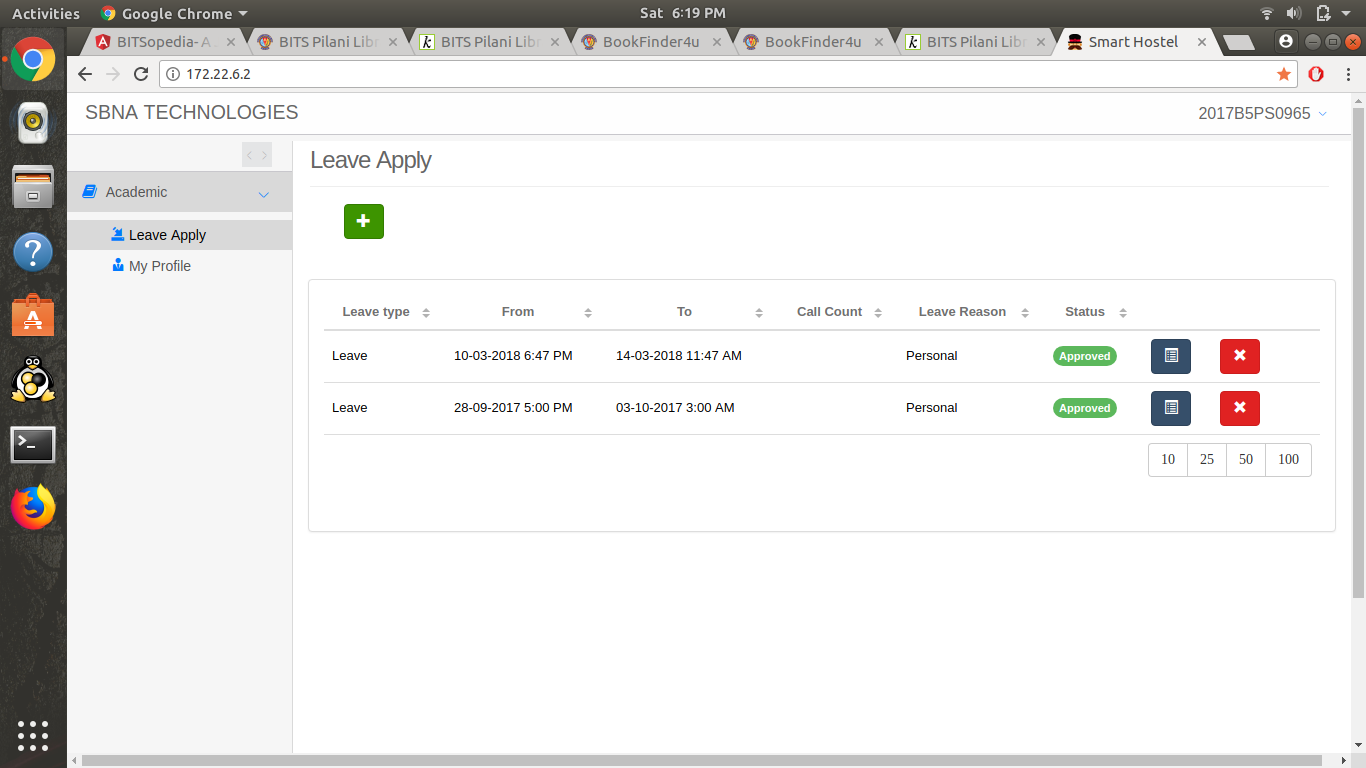 Activities Google Chrome Sat 6:19 PM
BITSopedia- A BITS Pilani Libr BITS Pilani Libr BookFinder4u BookFinder4u BITS Pilani Libr Smart Hostel
172.22.6.2
SBNA TECHNOLOGIES 2017B5PS0965
Leave Apply
Academic
Leave Apply
My Profile
Leave type From To Call Count Leave Reason Status
Leave 10-03-2018 6:47 PM 14-03-2018 11:47 AM Personal Approved
Leave 28-09-2017 5:00 PM 03-10-2017 3:00 AM Personal Approved
10 25 50 100